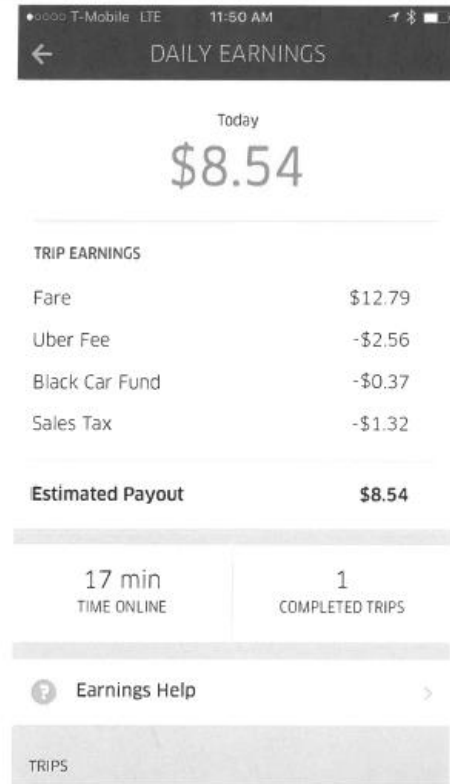 T-Mobile LTE 11:50 AM
DAILY EARNINGS
Today
$8.54
TRIP EARNINGS
Fare $12.79
Uber Fee -$2.56
Black Car Fund -$0.37
Sales Tax -$1.32
Estimated Payout $8.54
17 min 1
TIME ONLINE COMPLETED TRIPS
? Earnings Help >
TRIPS